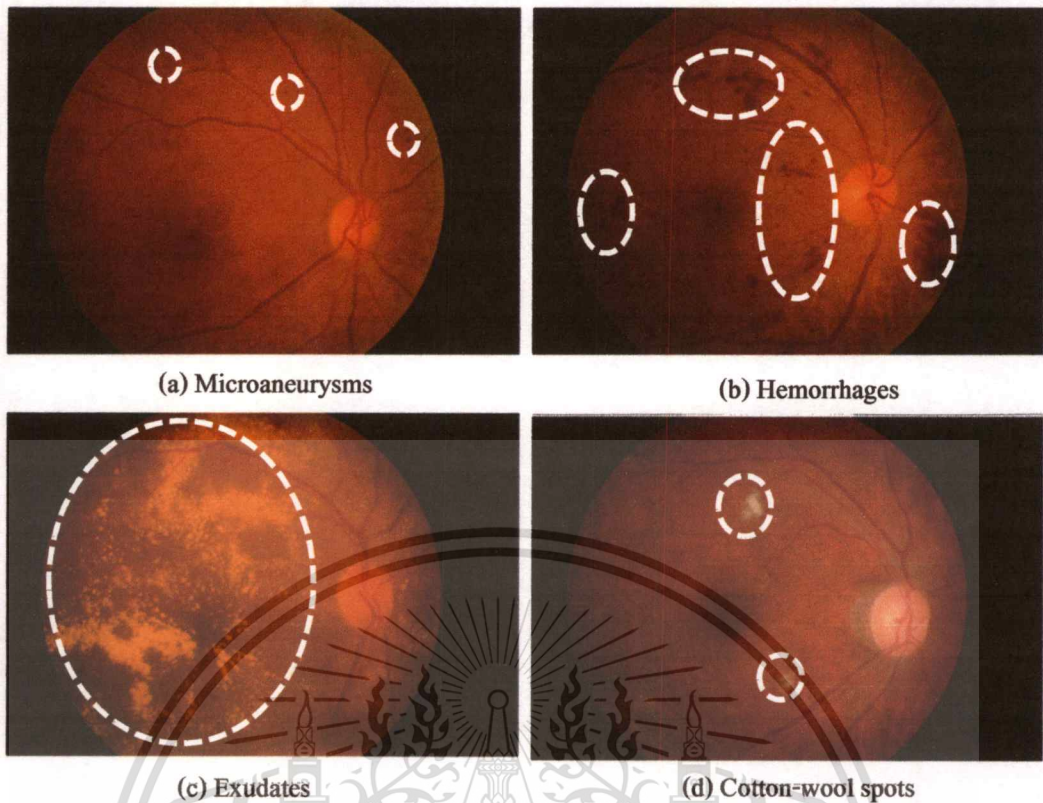 (a) Microaneurysms
(b) Hemorrhages
(c) Exudates
(d) Cotton-wool spots